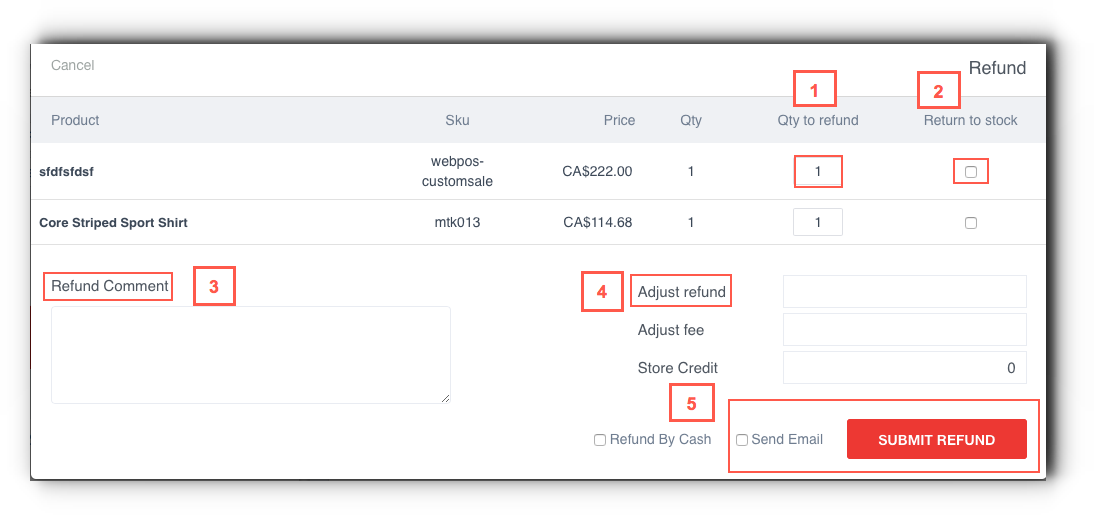 Cancel
Refund
1
2
Product Sku Price Qty Qty to refund Return to stock
webpos-
sfdfsfdsf CA$222.00 1 1
customsale
Core Striped Sport Shirt mtk013 CA$114.68 1 1
Refund Comment 3
4 Adjust refund
Adjust fee
Store Credit 0
5
Refund By Cash Send Email SUBMIT REFUND